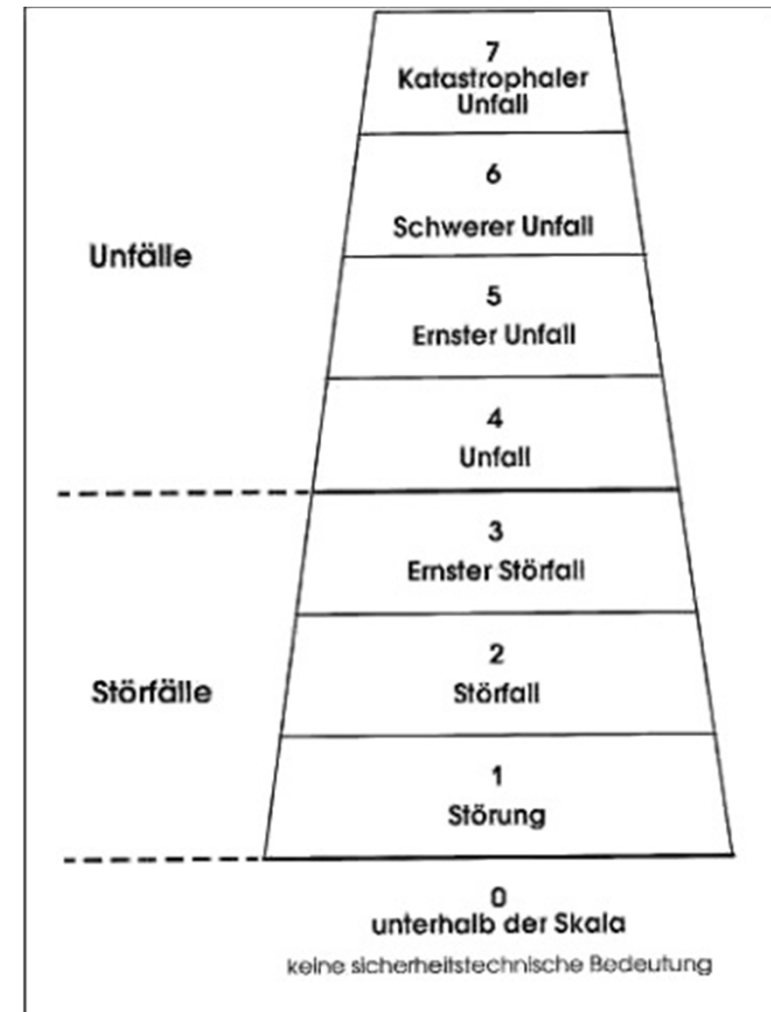 7
Katastrophaler
Unfall
6
Schwerer Unfall
Unfälle
5
Ernster Unfall
4
Unfall
3
Ernster Störfall
2
Störfälle
Störfall
1
Störung
0
unterhalb der Skala
keine sicherheitstechnische Bedeutung